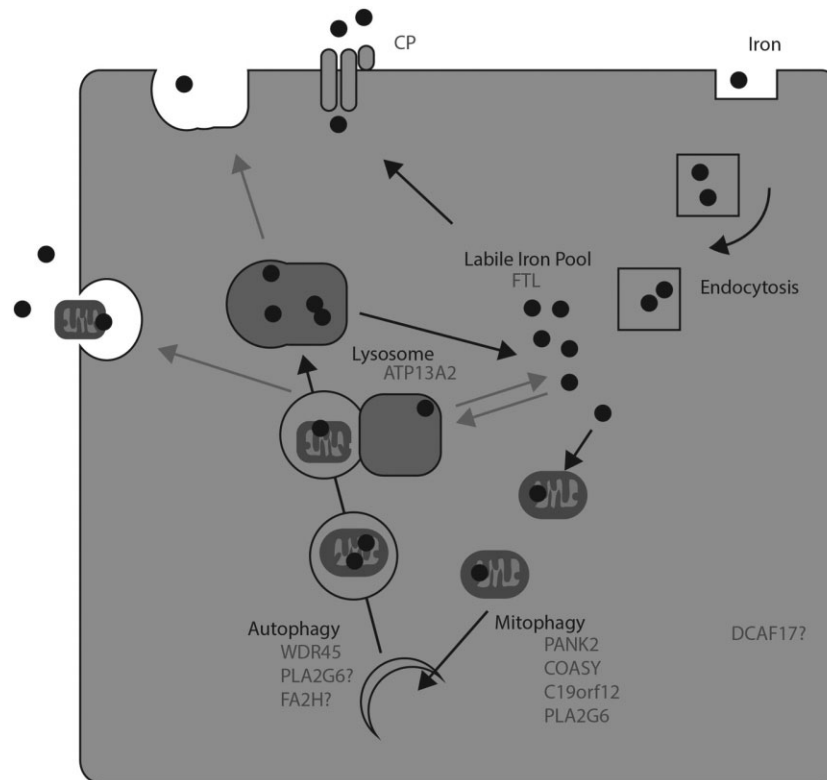 CP
Iron
Labile Iron Pool
FTL
Endocytosis
Lysosome
ATP13A2
Autophagy
WDR45
PLA2G6?
FA2H?
Mitophagy
PANK2
COASY
C19orf12
PLA2G6
DCAF17?